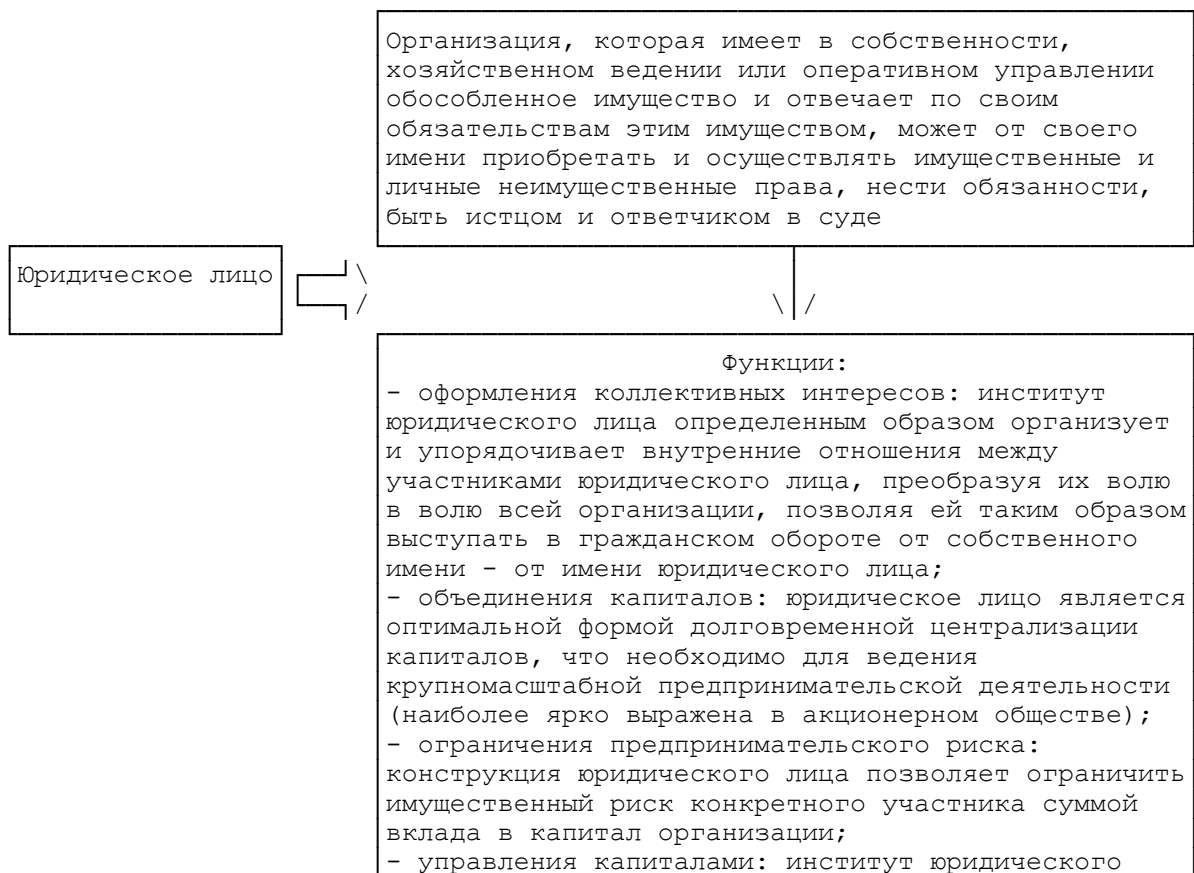 Организация, которая имеет в собственности,
хозяйственном ведении или оперативном управлении
обособленное имущество и отвечает по своим
обязательствам этим имуществом, может от своего
имени приобретать и осуществлять имущественные и
личные неимущественные права, нести обязанности,
быть истцом и ответчиком в суде
Юридическое лицо
Функции:
- оформления коллективных интересов: институт
юридического лица определенным образом организует
и упорядочивает внутренние отношения между
участниками юридического лица, преобразуя их волю
в волю всей организации, позволяя ей таким образом
выступать в гражданском обороте от собственного
имени - от имени юридического лица;
- объединения капиталов: юридическое лицо является
оптимальной формой долговременной централизации
капиталов, что необходимо для ведения
крупномасштабной предпринимательской деятельности
(наиболее ярко выражена в акционерном обществе);
- ограничения предпринимательского риска:
конструкция юридического лица позволяет ограничить
имущественный риск конкретного участника суммой
вклада в капитал организации;
- управления капиталами: институт юридического